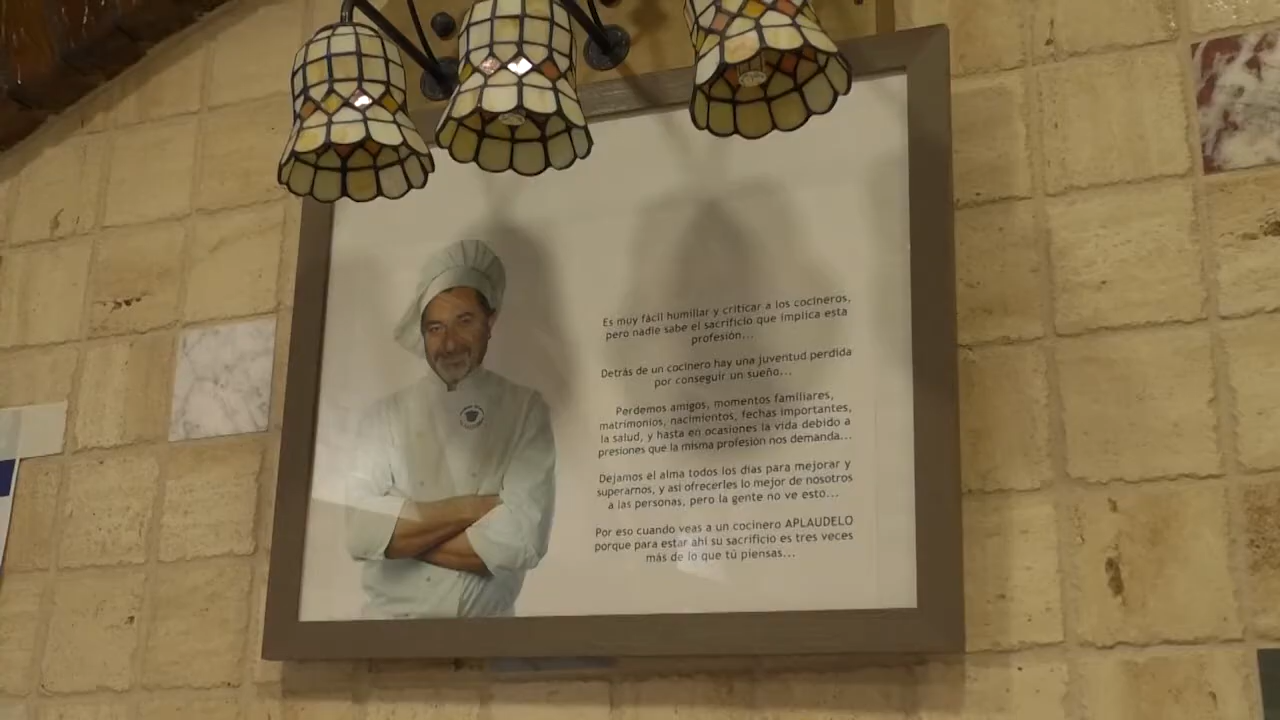 Es muy fácil humillar y criticar a los cocineros,
pero nadie sabe el sacrificio que implica esta
profesión...
Detrás de un cocinero hay una juventud perdida
por conseguir un sueño...
Perdemos amigos, momentos familiares,
matrimonios, nacimientos, fechas importantes,
la salud, y hasta en ocasiones la vida debido a
presiones que la misma profesión nos demanda...
Dejamos el alma todos los días para mejorar y
superarnos, y así ofrecerles lo mejor de nosotros
a las personas, pero la gente no ve esto...
Por eso cuando veas a un cocinero APLAUDELO
porque para estar ahí su sacrificio es tres veces
más de lo que tú piensas...